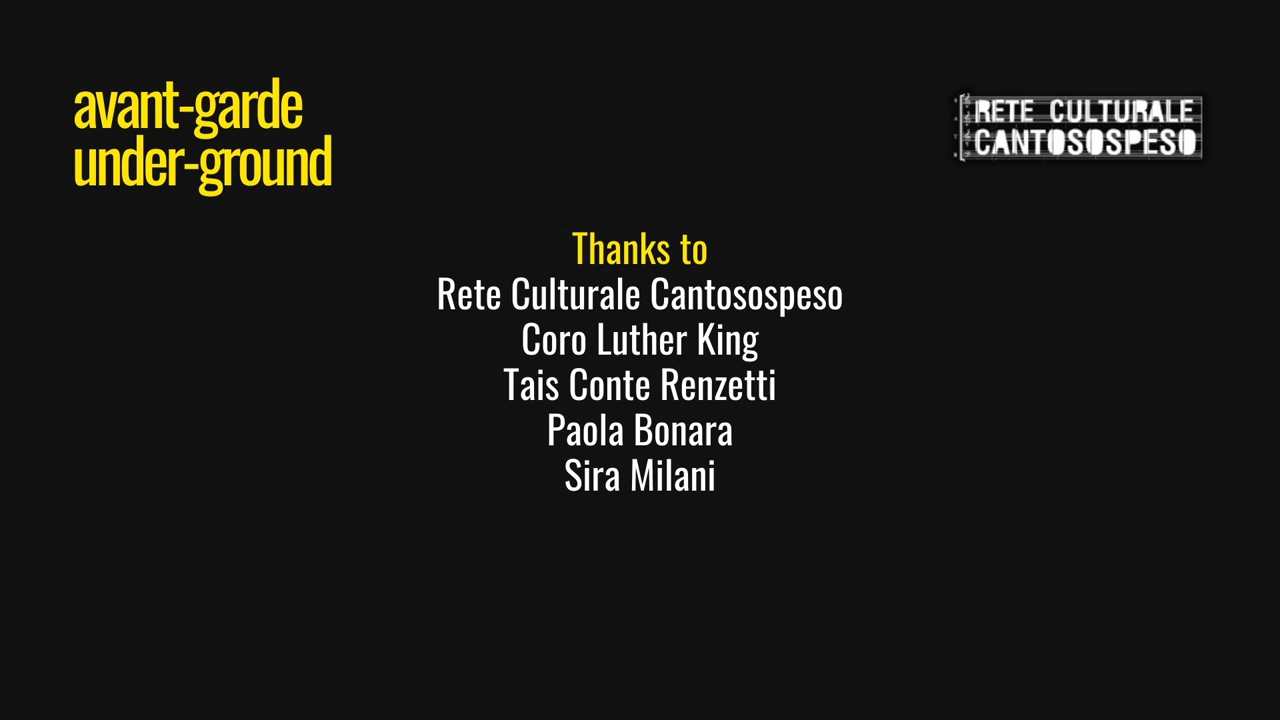 avant-garde
under-ground
RETE CULTURALE
CANTOSOSPESO
Thanks to
Rete Culturale Cantosospeso
Coro Luther King
Tais Conte Renzetti
Paola Bonara
Sira Milani